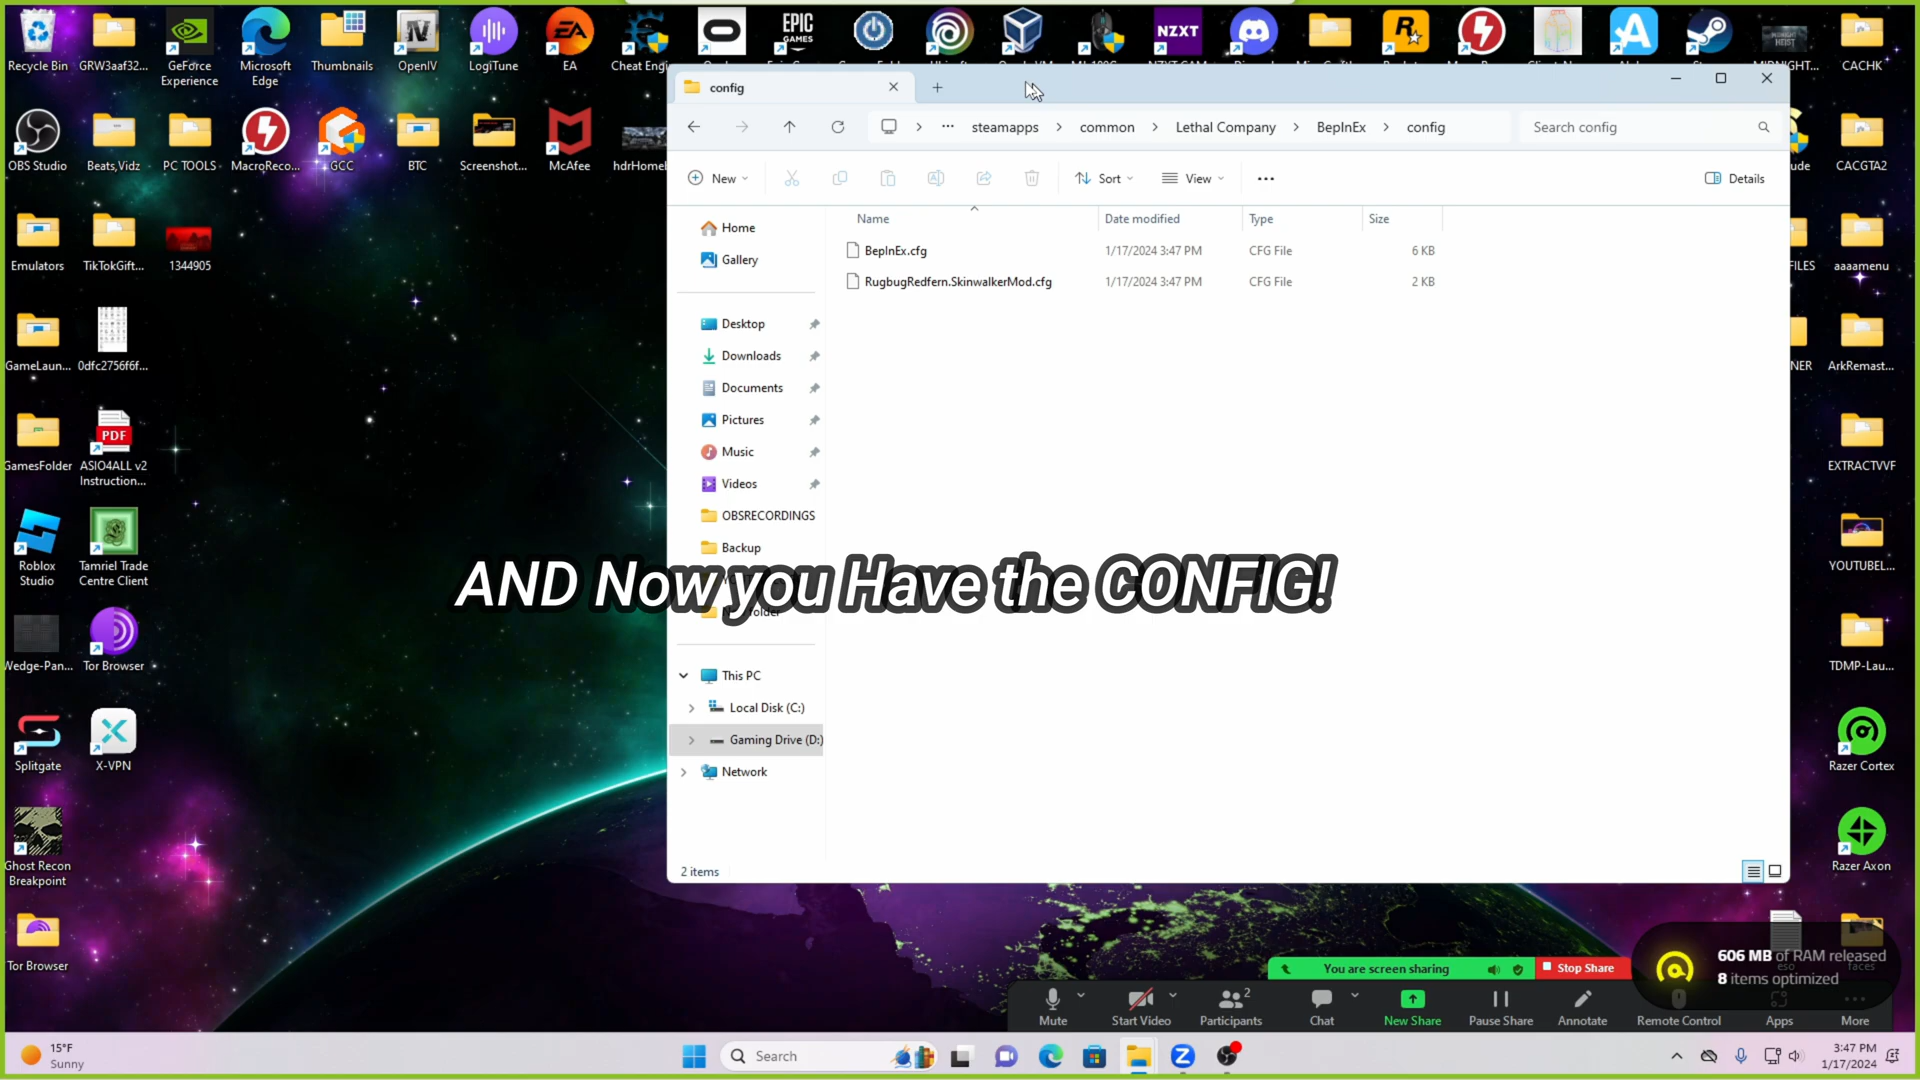 Recycle Bin
GRW3aaf32...
GeForce Experience
Microsoft Edge
Thumbnails
OpenIV
LogiTune
EA
Cheat Engi
EPIC GAMES
NZXT
MIDNIGHT...
CACHK
OBS Studio
Beats,Vidz
PC TOOLS
MacroReco...
GCC
BTC
Screenshot...
McAfee
hdrHomel
CACGTA2
Emulators
TikTokGift...
1344905
aaaamenu
GameLaun...
0dfc2756f6f...
ArkRemast...
GamesFolder
PDF
ASIO4ALL v2 Instruction...
EXTRACTVVF
Roblox Studio
Tamriel Trade Centre Client
YOUTUBEL...
Wedge-Pan...
Tor Browser
TDMP-Lau...
Splitgate
X-VPN
Razer Cortex
Ghost Recon Breakpoint
Razer Axon
Tor Browser
config
steamapps > common > Lethal Company > BepInEx > config
Search config
New
Sort
View
Details
Name
Date modified
Type
Size
BepInEx.cfg
1/17/2024 3:47 PM
CFG File
6 KB
RugbugRedfern.SkinwalkerMod.cfg
1/17/2024 3:47 PM
CFG File
2 KB
Home
Gallery
Desktop
Downloads
Documents
Pictures
Music
Videos
OBSRECORDINGS
Backup
AND Now you Have the CONFIG!
This PC
Local Disk (C:)
Gaming Drive (D:)
Network
2 items
606 MB of RAM released
8 items optimized
eso
faces
You are screen sharing
Stop Share
Mute
Start Video
2
Participants
Chat
New Share
Pause Share
Annotate
Remote Control
Apps
More
15°F
Sunny
Search
3:47 PM
1/17/2024